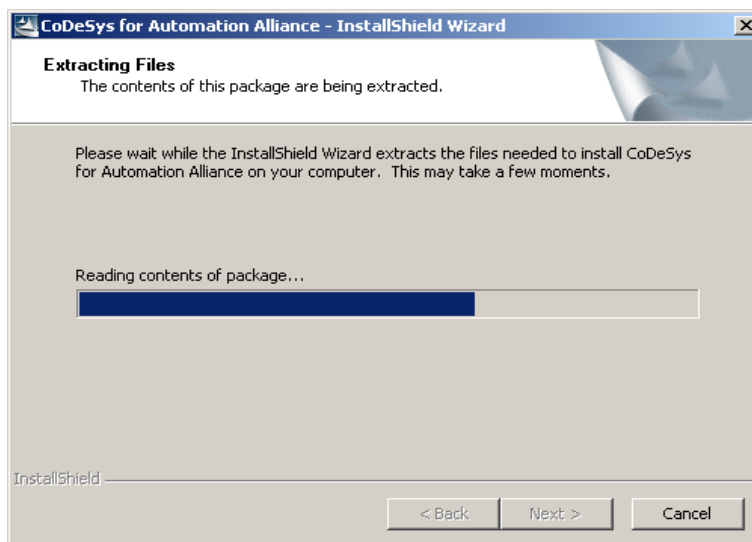 CoDeSys for Automation Alliance - InstallShield Wizard
Extracting Files
The contents of this package are being extracted.
Please wait while the InstallShield Wizard extracts the files needed to install CoDeSys
for Automation Alliance on your computer. This may take a few moments.
Reading contents of package...
InstallShield
< Back Next > Cancel